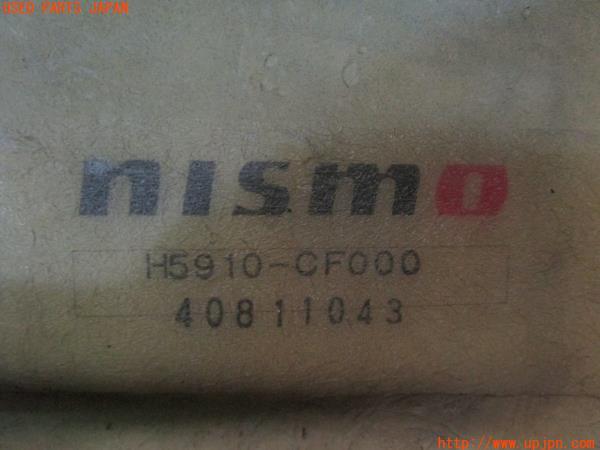 USED PARTS JAPAN
nismo
H5910-CF000
40811043
http://www.upjpn.com